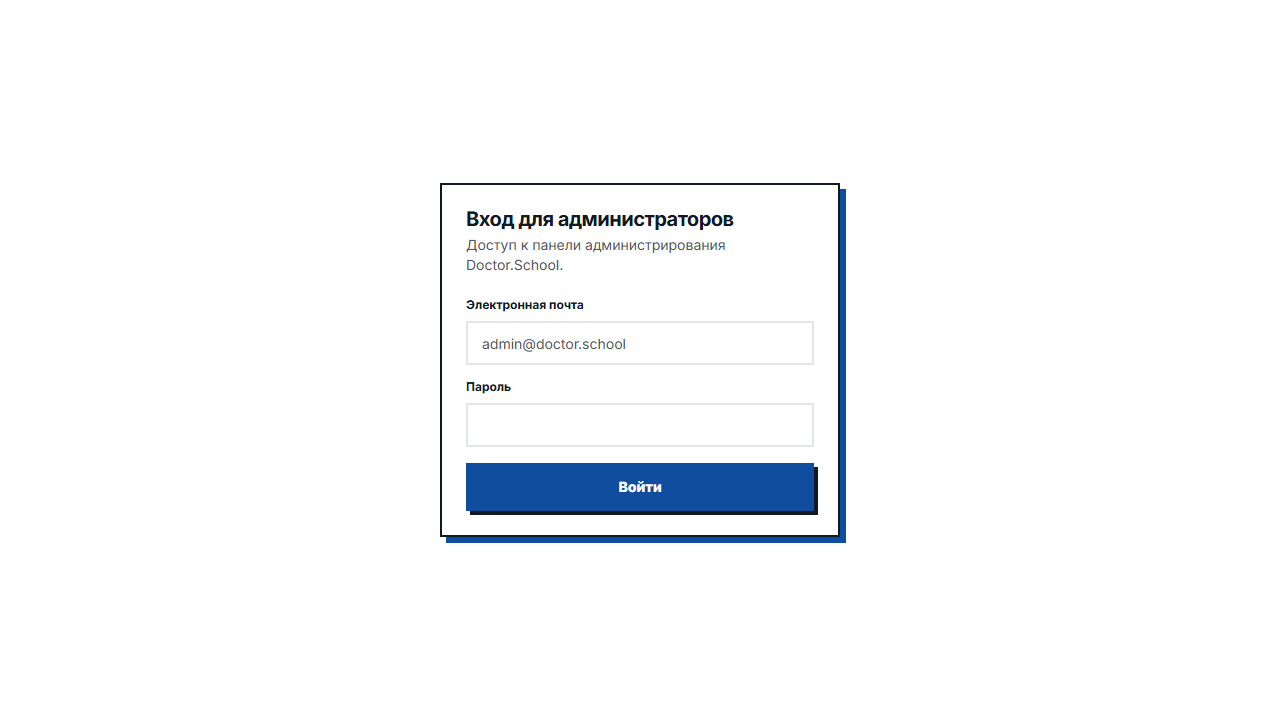 Вход для администраторов
Доступ к панели администрирования
Doctor.School.
Электронная почта
admin@doctor.school
Пароль
Войти